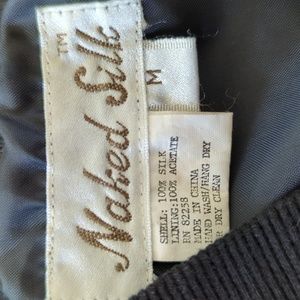 Naked Silk
TM
M
SHELL: 100% SILK
LINING:100% ACETATE
RN 82258
MADE IN CHINA
HAND WASH/HANG DRY
OR DRY CLEAN